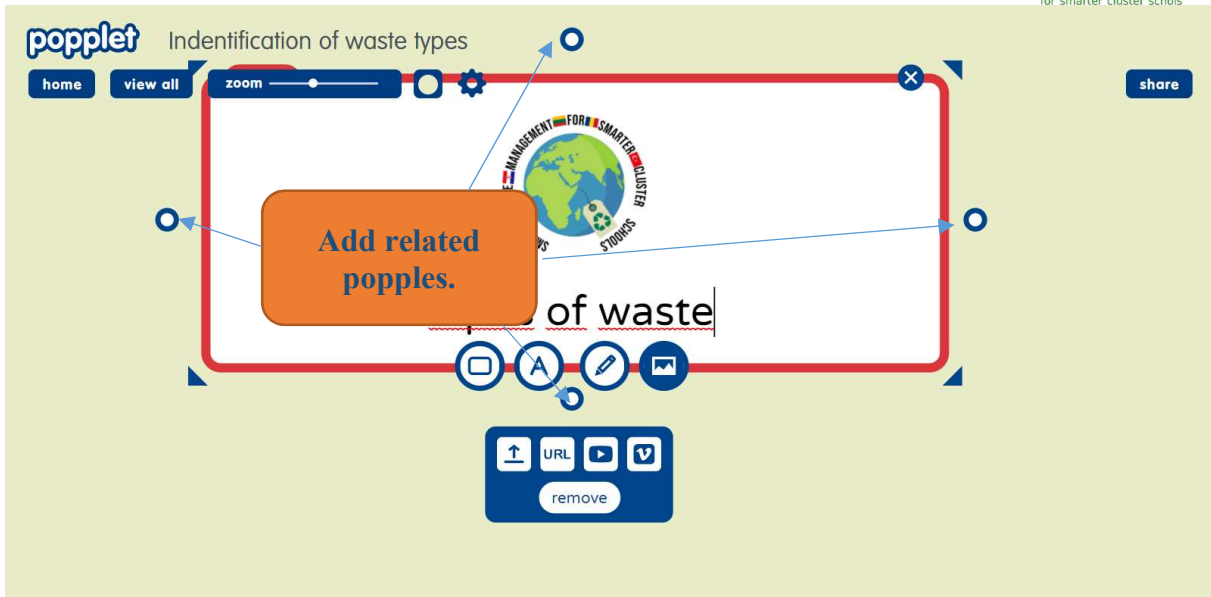 for smarter cluster schols
popplet Indentification of waste types
home view all zoom share
MANAGEMENT FOR SMARTER CLUSTER SCHOOLS
Add related
popples.
of waste
URL
remove